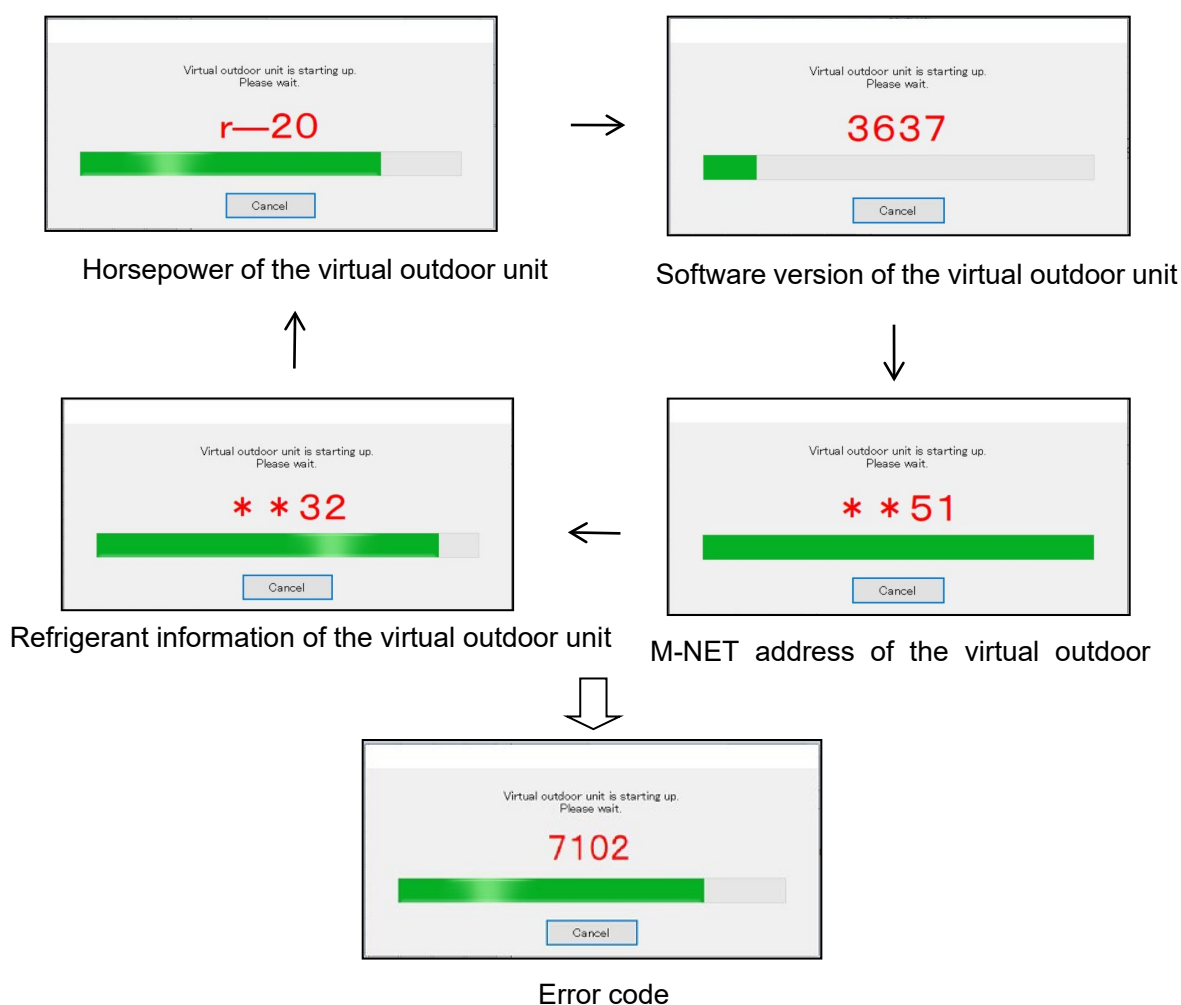 Virtual outdoor unit is starting up.
Please wait.
r—20
Cancel
Horsepower of the virtual outdoor unit
Virtual outdoor unit is starting up.
Please wait.
3637
Cancel
Software version of the virtual outdoor unit
Virtual outdoor unit is starting up.
Please wait.
**32
Cancel
Refrigerant information of the virtual outdoor unit
Virtual outdoor unit is starting up.
Please wait.
**51
Cancel
M-NET address of the virtual outdoor
Virtual outdoor unit is starting up.
Please wait.
7102
Cancel
Error code